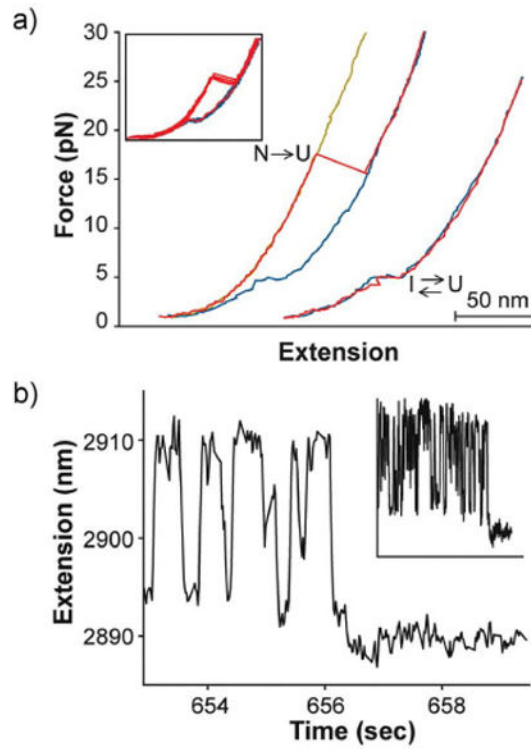 a)
30
25
20
15
10
5
0
Force (pN)
N→U
I ⇄ U
50 nm
Extension
b)
2910
2900
2890
Extension (nm)
654
656
658
Time (sec)